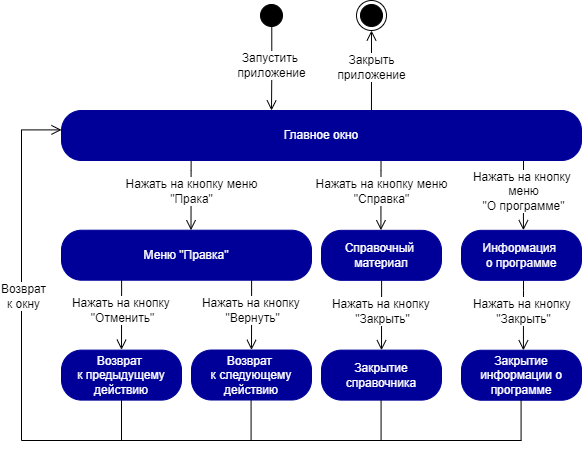 Запустить
приложение
Закрыть
приложение
Главное окно
Нажать на кнопку меню
"Прака"
Нажать на кнопку меню
"Справка"
Нажать на кнопку
меню
"О программе"
Меню "Правка"
Справочный
материал
Информация
о программе
Возврат
к окну
Нажать на кнопку
"Отменить"
Нажать на кнопку
"Вернуть"
Нажать на кнопку
"Закрыть"
Нажать на кнопку
"Закрыть"
Возврат
к предыдущему
действию
Возврат
к следующему
действию
Закрытие
справочника
Закрытие
информации о
программе